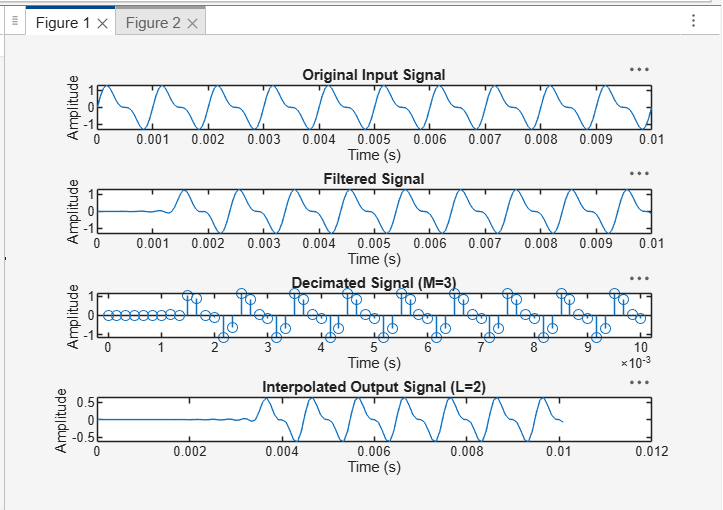 Figure 1 × Figure 2 ×
Original Input Signal
Amplitude
1
0
-1
0 0.001 0.002 0.003 0.004 0.005 0.006 0.007 0.008 0.009 0.01
Time (s)
Filtered Signal
Amplitude
1
0
-1
0 0.001 0.002 0.003 0.004 0.005 0.006 0.007 0.008 0.009 0.01
Time (s)
Decimated Signal (M=3)
Amplitude
1
0
-1
0 1 2 3 4 5 6 7 8 9 10
Time (s)
×10-3
Interpolated Output Signal (L=2)
Amplitude
0.5
0
-0.5
0 0.002 0.004 0.006 0.008 0.01 0.012
Time (s)